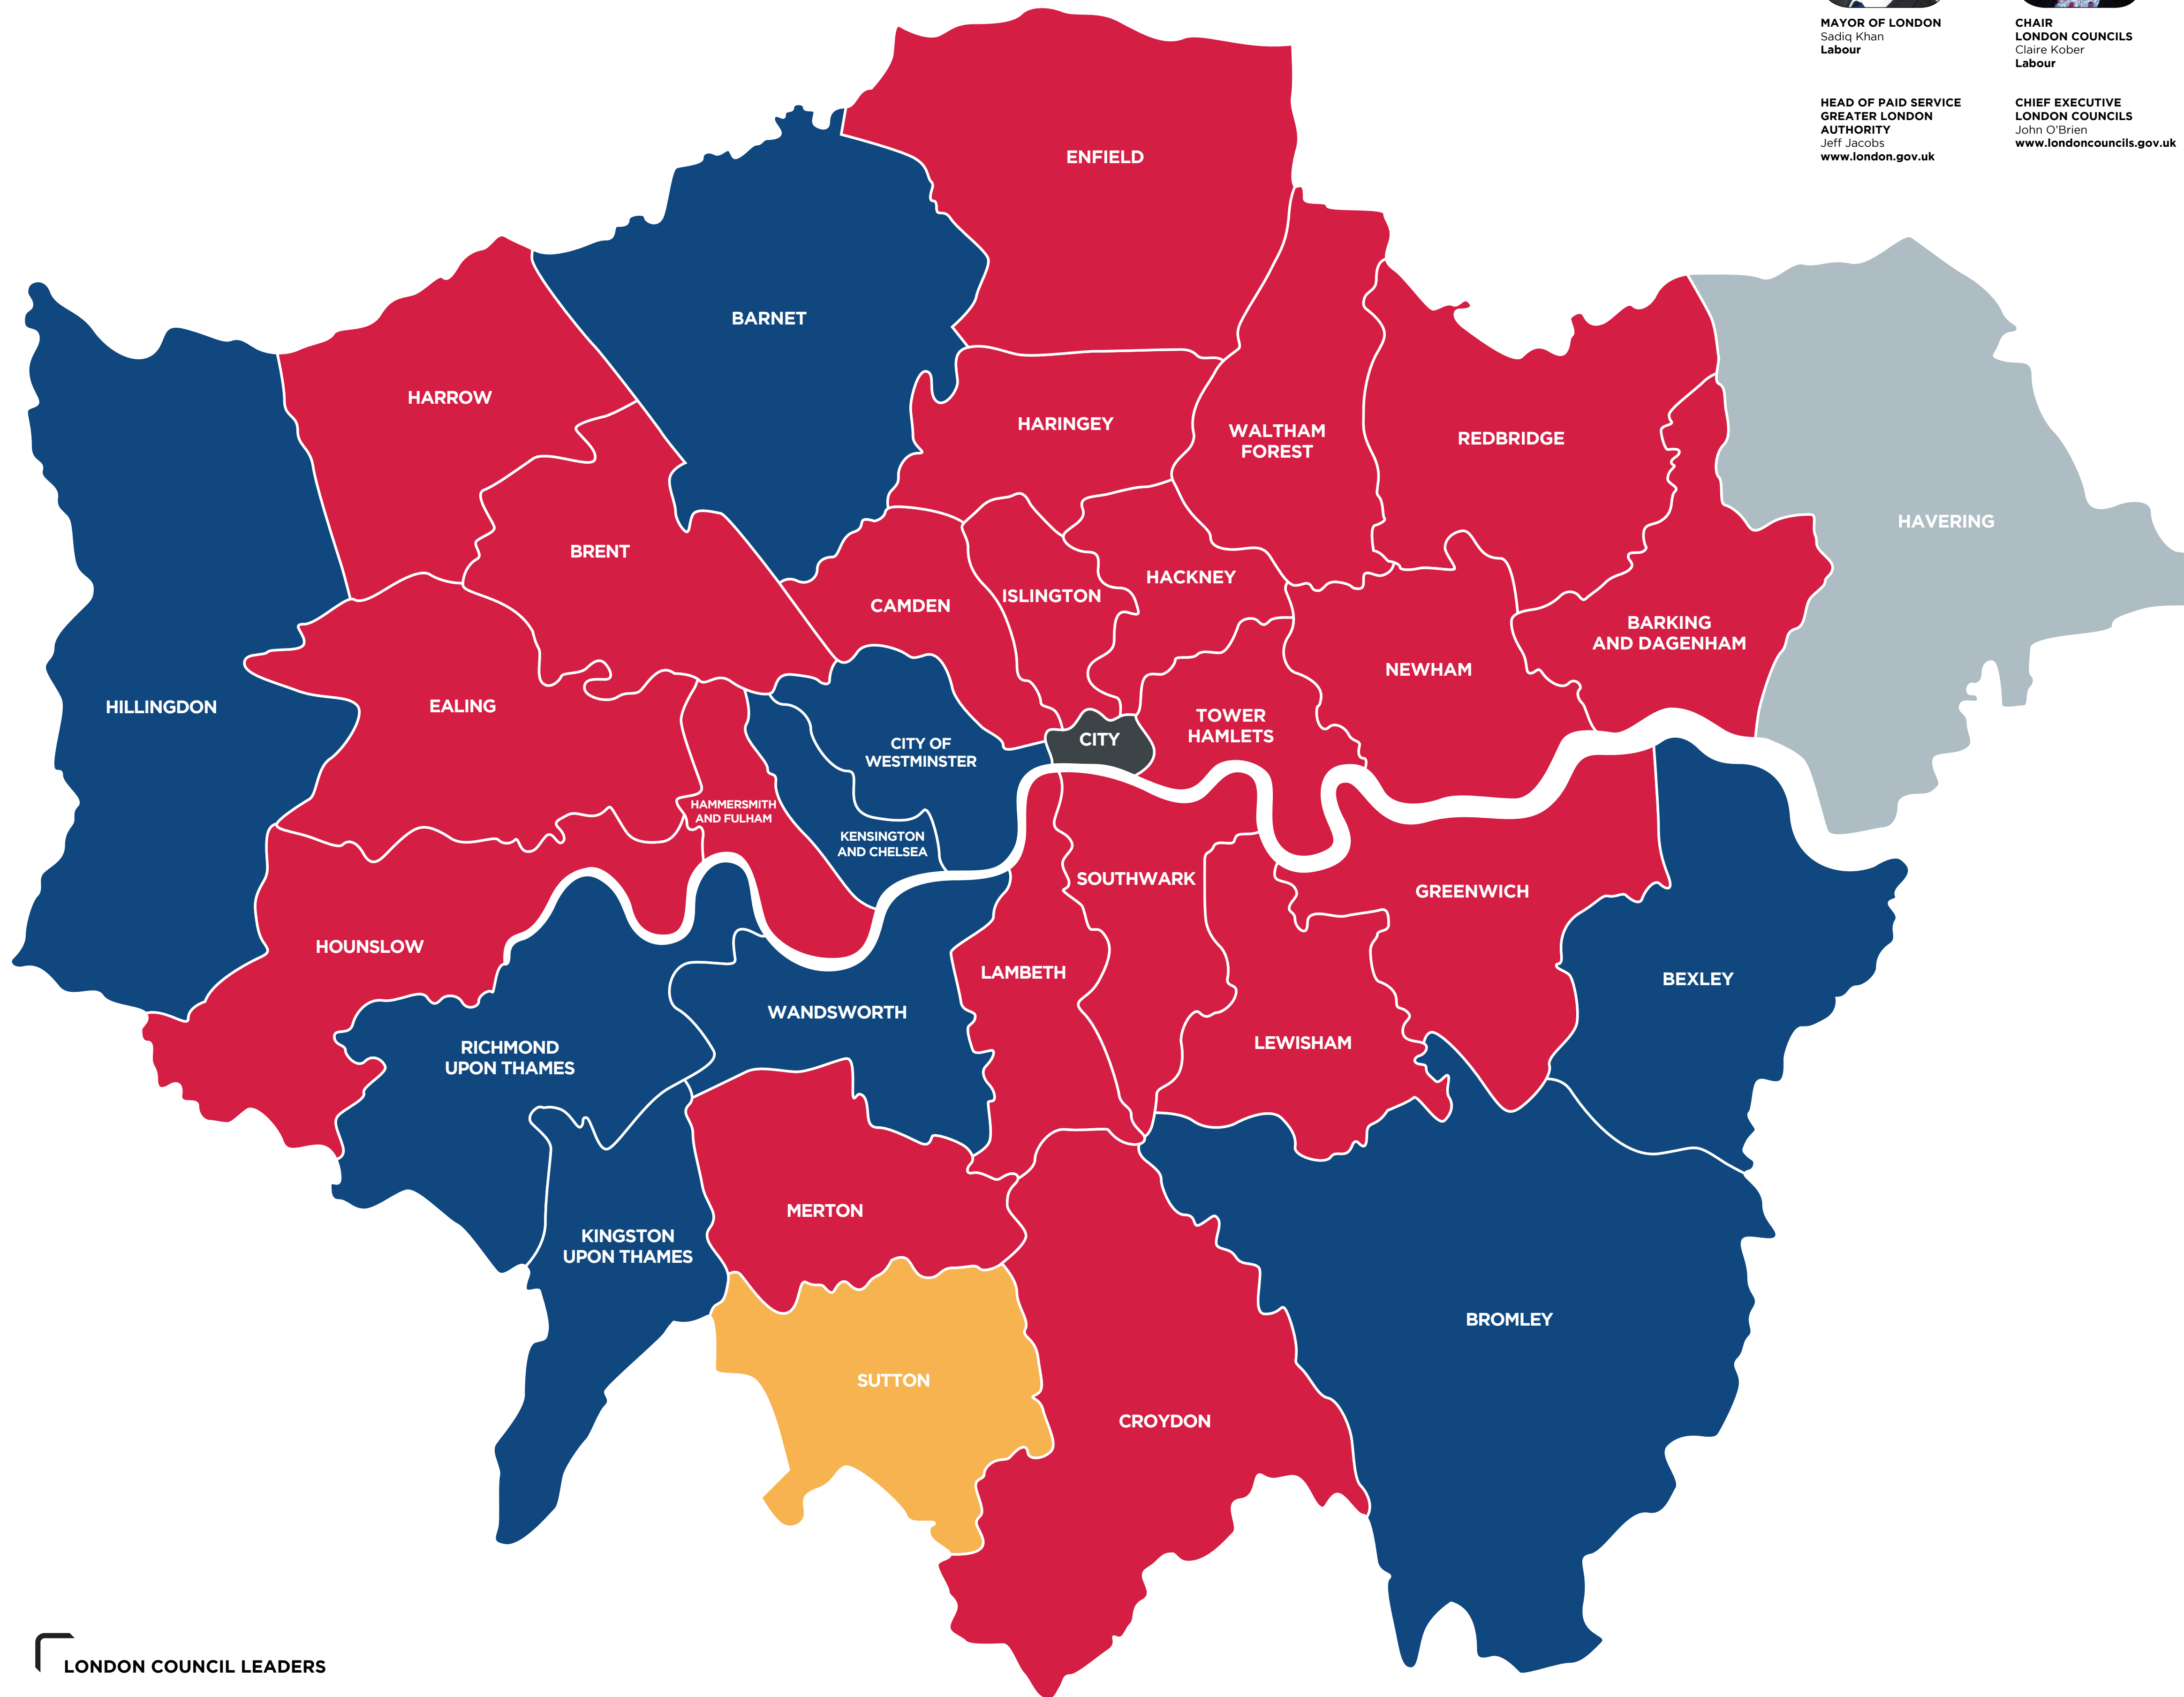 MAYOR OF LONDON
Sadiq Khan
Labour
CHAIR
LONDON COUNCILS
Claire Kober
Labour
HEAD OF PAID SERVICE
GREATER LONDON
AUTHORITY
Jeff Jacobs
www.london.gov.uk
CHIEF EXECUTIVE
LONDON COUNCILS
John O'Brien
www.londoncouncils.gov.uk
ENFIELD
BARNET
HARROW
HARINGEY
WALTHAM
FOREST
REDBRIDGE
HAVERING
BRENT
HACKNEY
ISLINGTON
CAMDEN
BARKING
AND DAGENHAM
NEWHAM
HILLINGDON
EALING
TOWER
HAMLETS
CITY
CITY OF
WESTMINSTER
HAMMERSMITH
AND FULHAM
KENSINGTON
AND CHELSEA
SOUTHWARK
GREENWICH
HOUNSLOW
LAMBETH
BEXLEY
WANDSWORTH
RICHMOND
UPON THAMES
LEWISHAM
MERTON
KINGSTON
UPON THAMES
BROMLEY
SUTTON
CROYDON
LONDON COUNCIL LEADERS